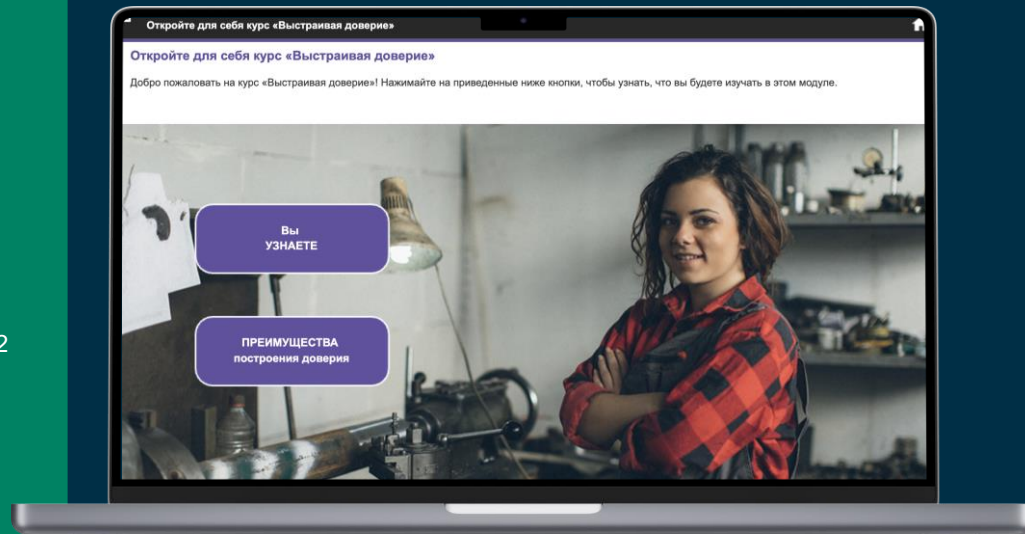 Откройте для себя курс «Выстраивая доверие»
Откройте для себя курс «Выстраивая доверие»
Добро пожаловать на курс «Выстраивая доверие»! Нажимайте на приведенные ниже кнопки, чтобы узнать, что вы будете изучать в этом модуле.
Вы
УЗНАЕТЕ
2
ПРЕИМУЩЕСТВА
построения доверия